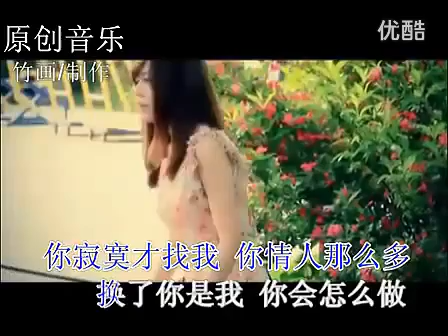 优酷
原创音乐
竹画/制作
你寂寞才找我 你情人那么多
换了你是我 你会怎么做